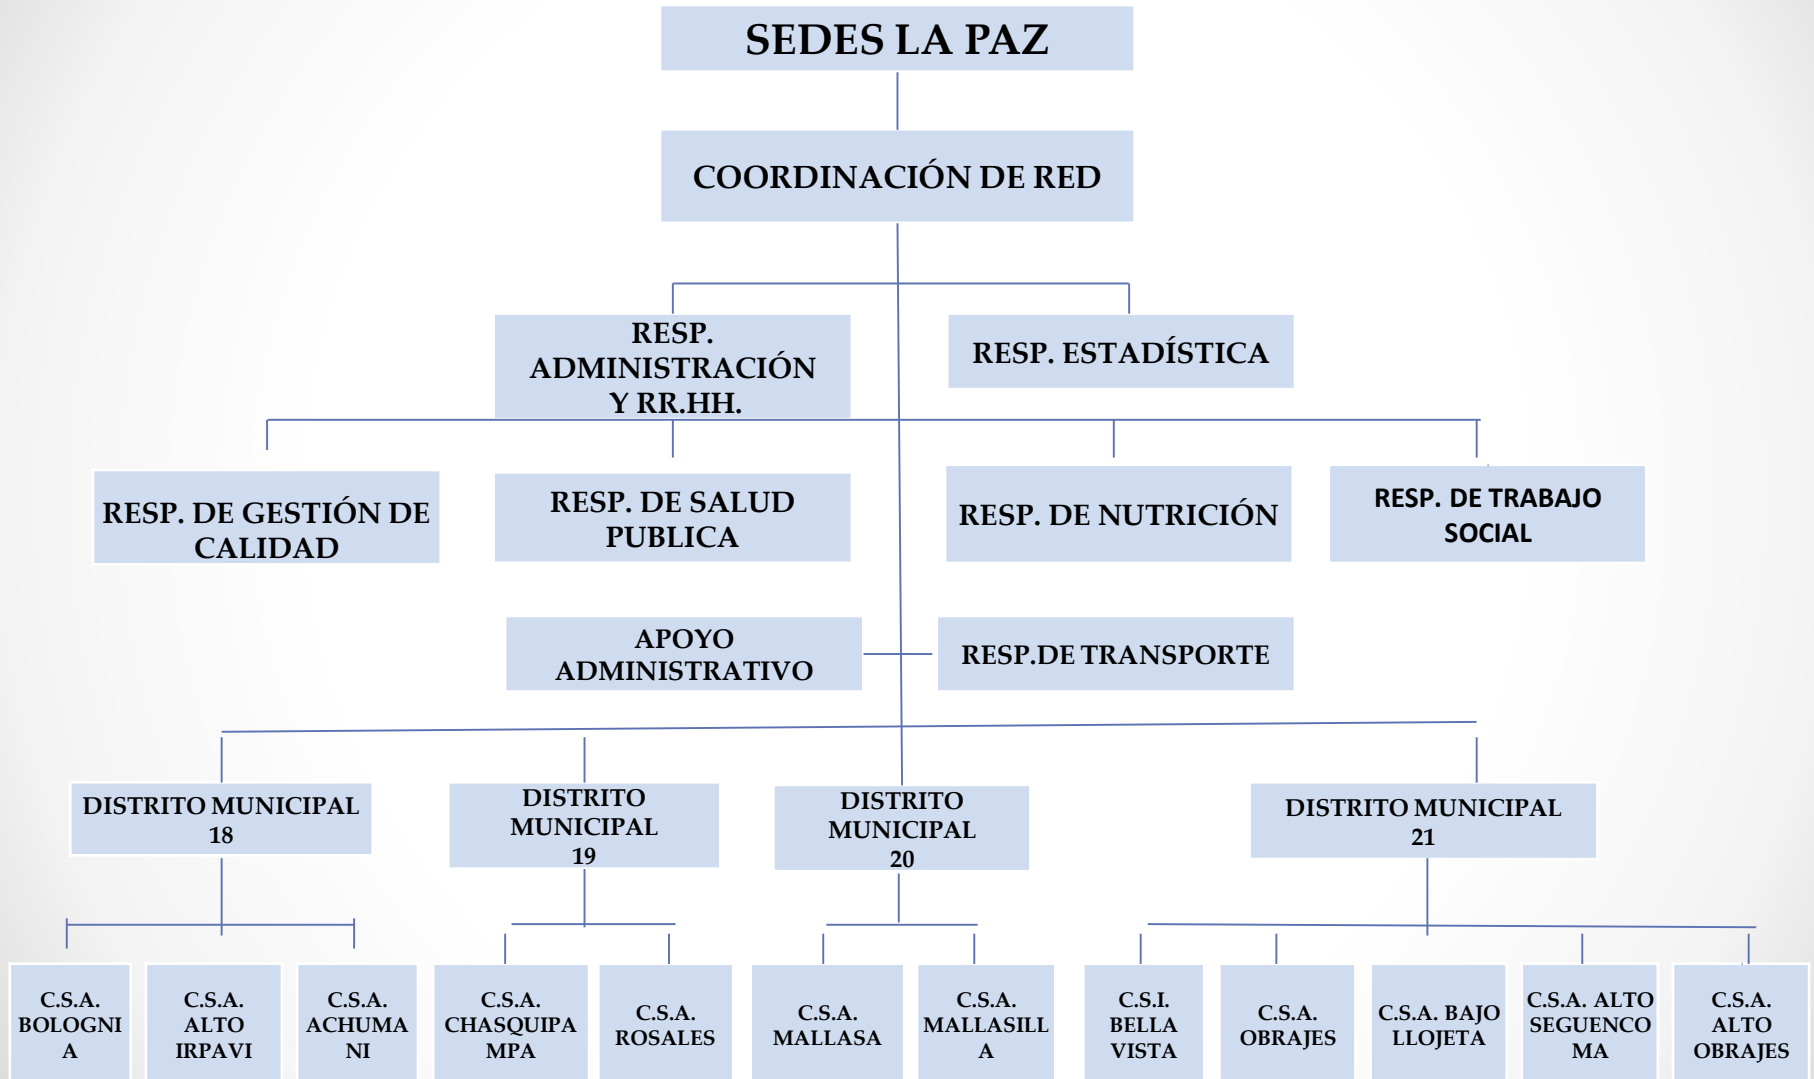 SEDES LA PAZ
COORDINACIÓN DE RED
RESP.
ADMINISTRACIÓN
Y RR.HH.
RESP. ESTADÍSTICA
RESP. DE GESTIÓN DE
CALIDAD
RESP. DE SALUD
PUBLICA
RESP. DE NUTRICIÓN
RESP. DE TRABAJO
SOCIAL
APOYO
ADMINISTRATIVO
RESP.DE TRANSPORTE
DISTRITO MUNICIPAL
18
DISTRITO
MUNICIPAL
19
DISTRITO
MUNICIPAL
20
DISTRITO MUNICIPAL
21
C.S.A.
BOLOGNI
A
C.S.A.
ALTO
IRPAVI
C.S.A.
ACHUMA
NI
C.S.A.
CHASQUIPA
MPA
C.S.A.
ROSALES
C.S.A.
MALLASA
C.S.A.
MALLASILL
A
C.S.I.
BELLA
VISTA
C.S.A.
OBRAJES
C.S.A. BAJO
LLOJETA
C.S.A. ALTO
SEGUENCO
MA
C.S.A.
ALTO
OBRAJES